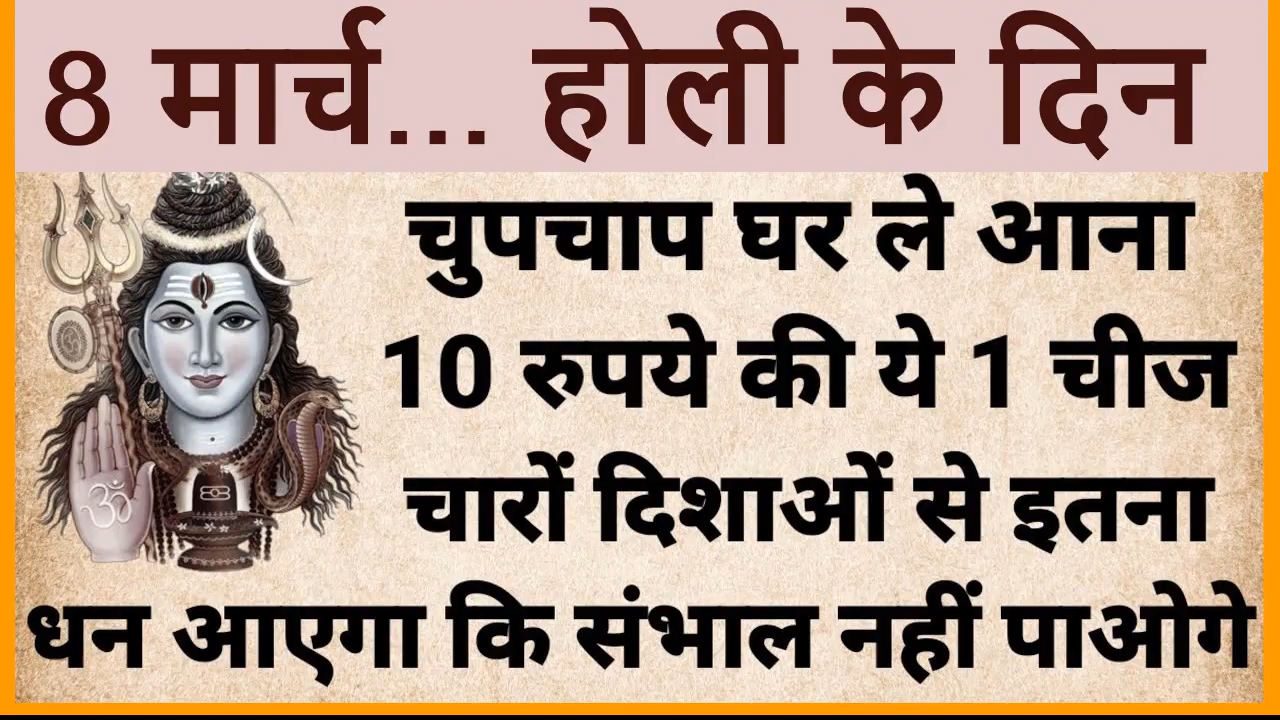 8 मार्च... होली के दिन
चुपचाप घर ले आना
10 रुपये की ये 1 चीज
चारों दिशाओं से इतना
धन आएगा कि संभाल नहीं पाओगे
ॐ